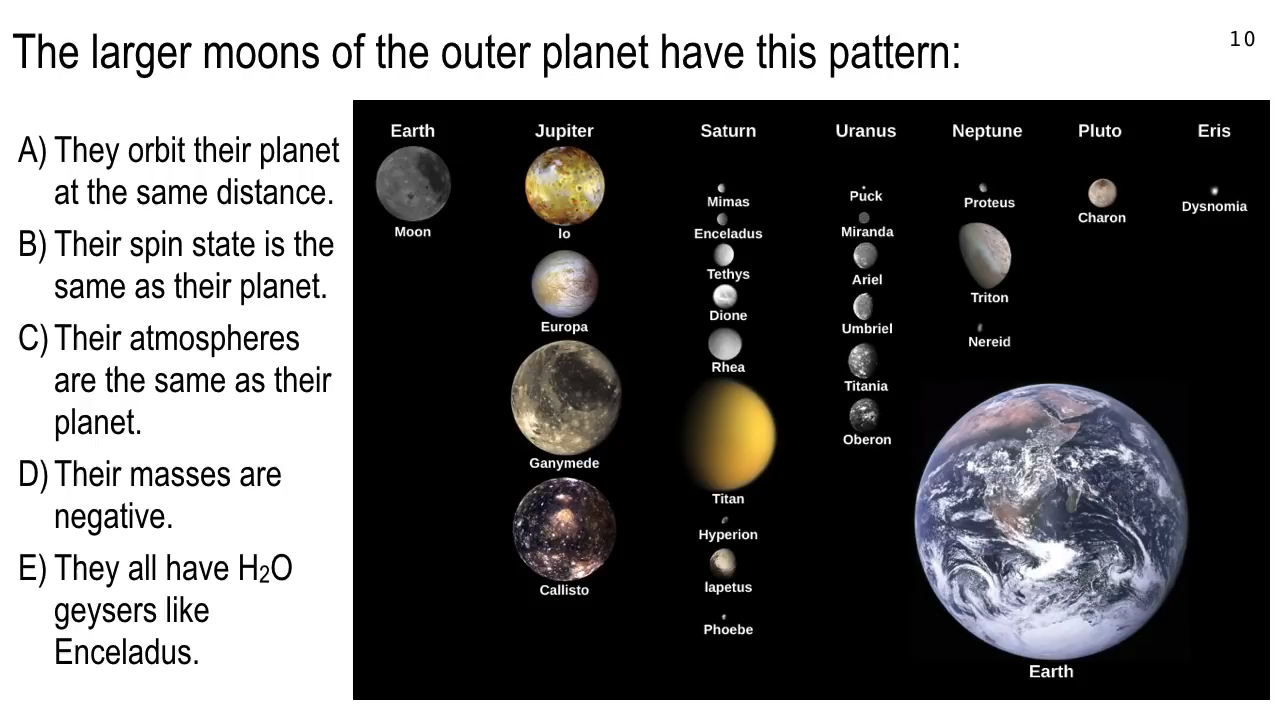 The larger moons of the outer planet have this pattern:
10
A) They orbit their planet
at the same distance.
B) Their spin state is the
same as their planet.
C) Their atmospheres
are the same as their
planet.
D) Their masses are
negative.
E) They all have H₂O
geysers like
Enceladus.
Earth
Jupiter
Saturn
Uranus
Neptune
Pluto
Eris
Moon
Io
Europa
Ganymede
Callisto
Mimas
Enceladus
Tethys
Dione
Rhea
Titan
Hyperion
Iapetus
Phoebe
Puck
Miranda
Ariel
Umbriel
Titania
Oberon
Proteus
Triton
Nereid
Charon
Dysnomia
Earth